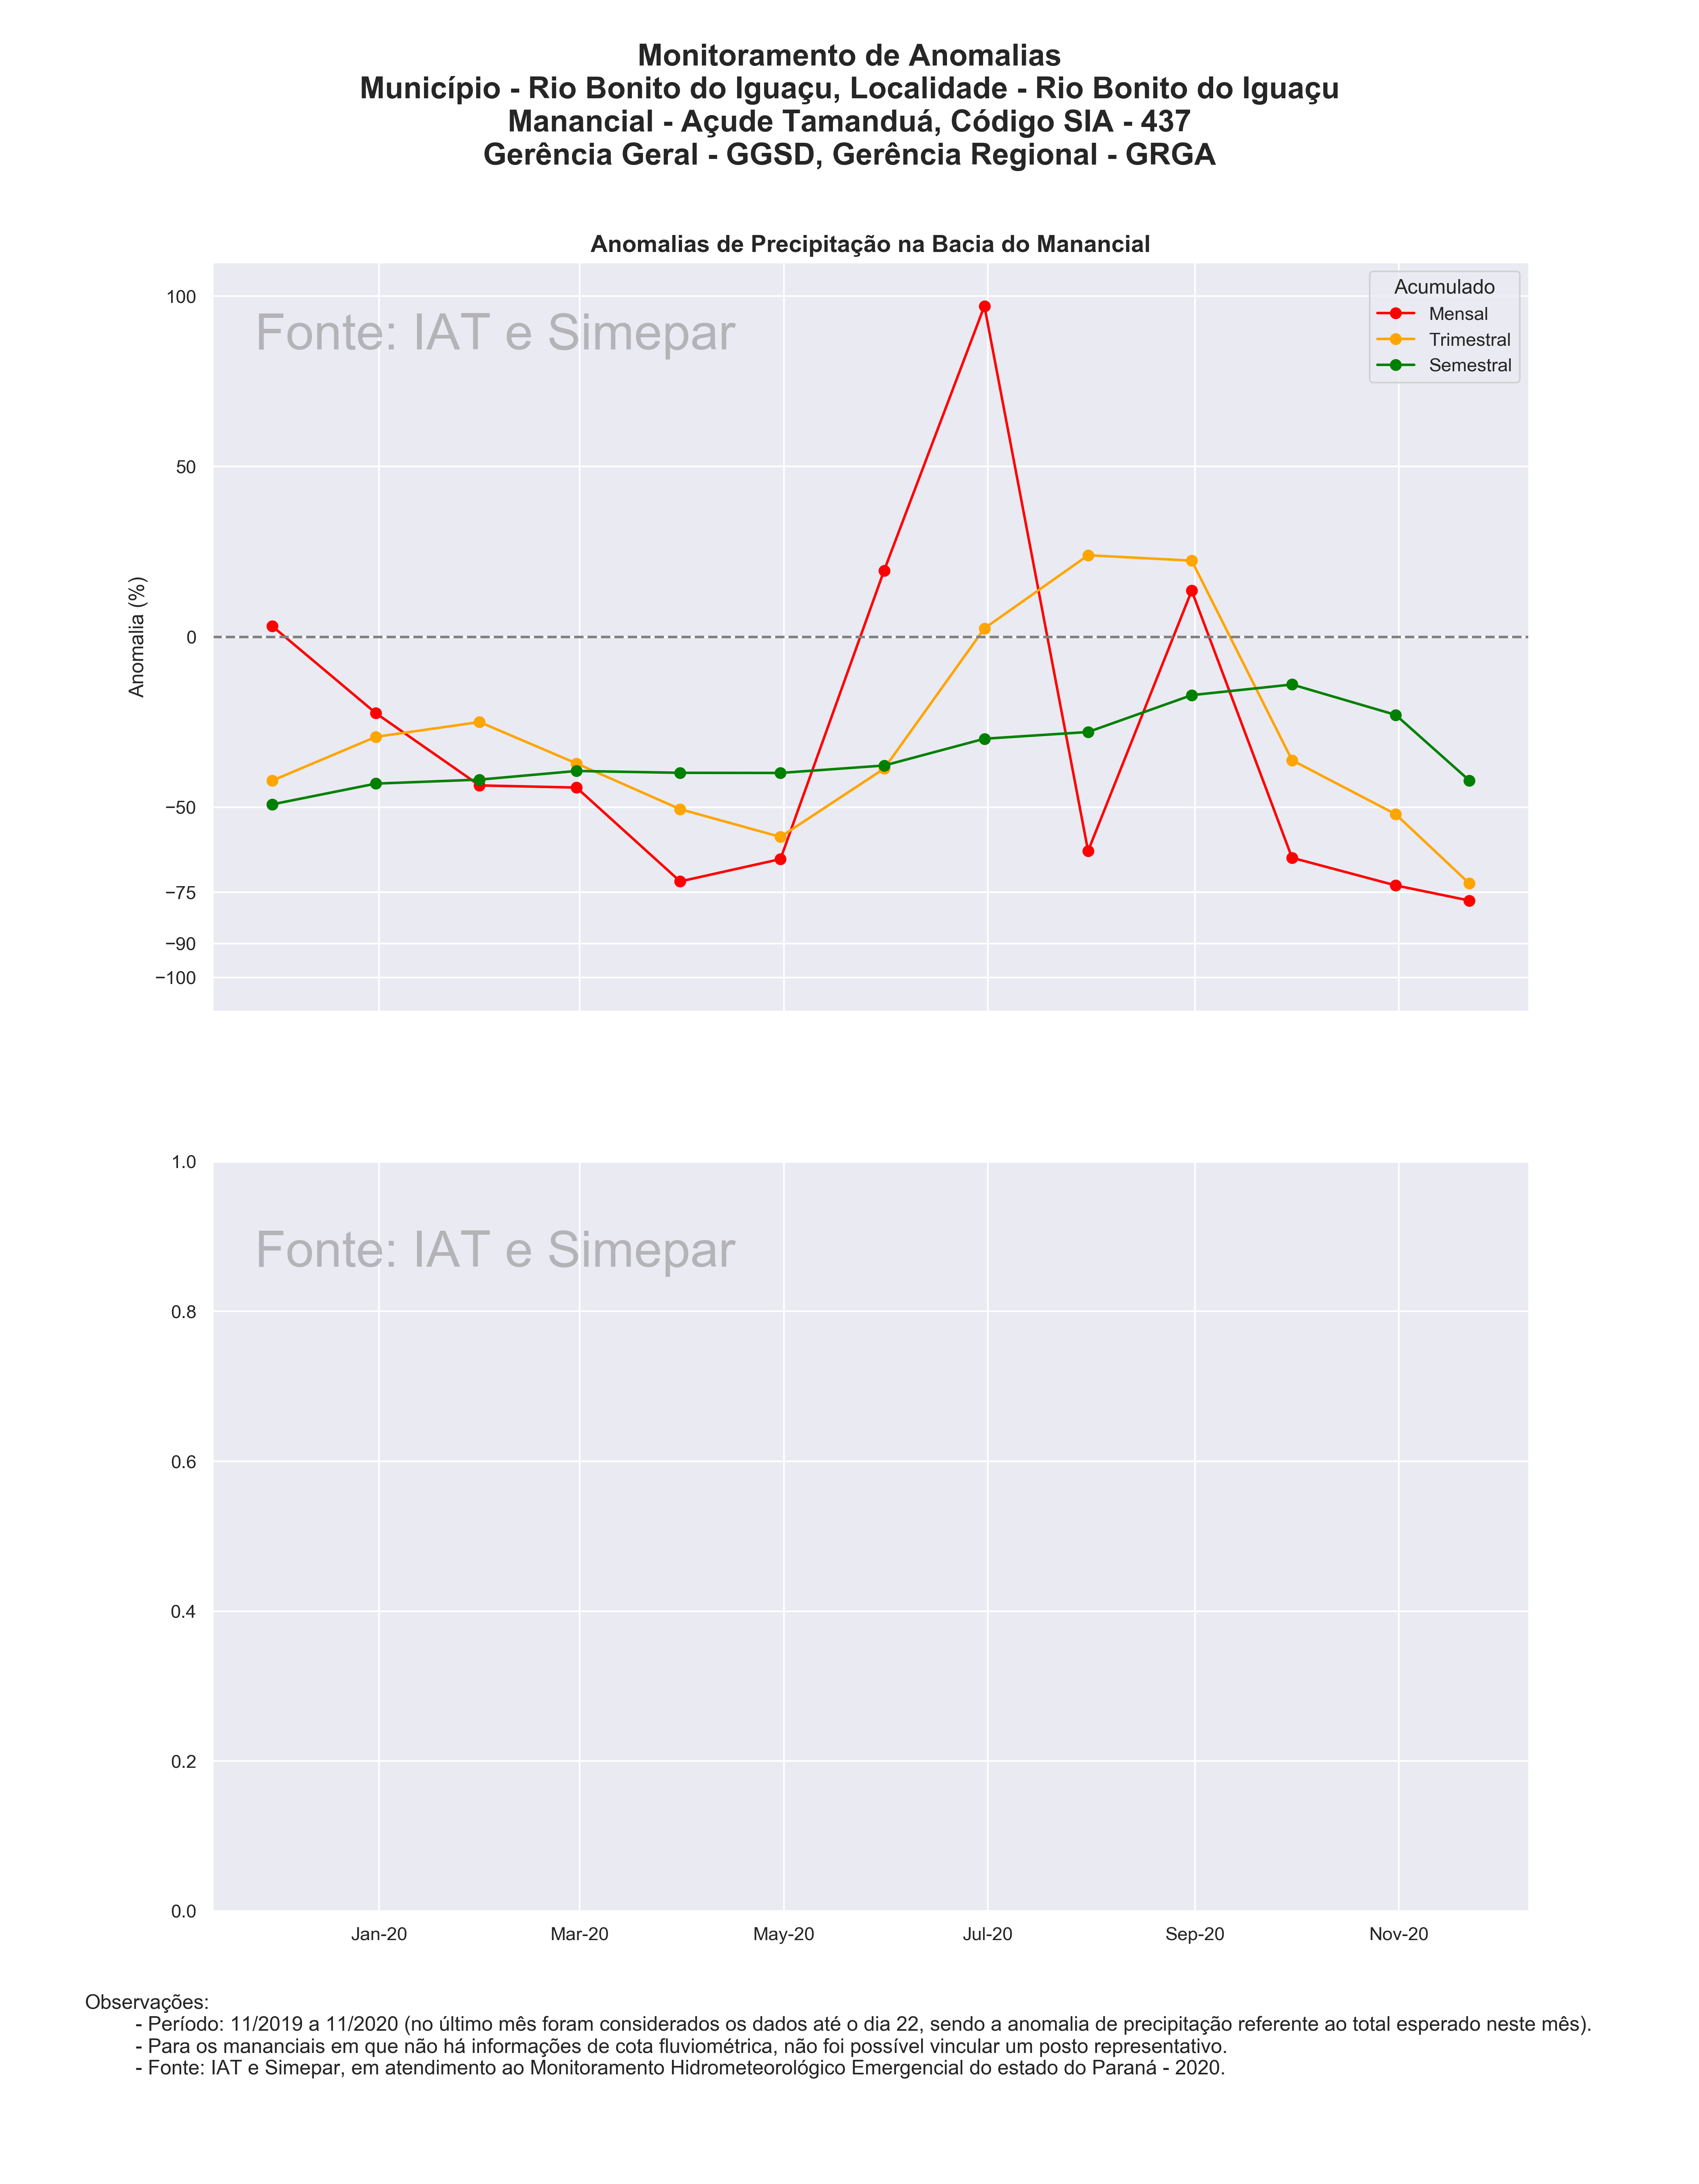 Monitoramento de Anomalias
Município - Rio Bonito do Iguaçu, Localidade - Rio Bonito do Iguaçu
Manancial - Açude Tamanduá, Código SIA - 437
Gerência Geral - GGSD, Gerência Regional - GRGA
Anomalias de Precipitação na Bacia do Manancial
Fonte: IAT e Simepar
Acumulado
Mensal
Trimestral
Semestral
Anomalia (%)
100
50
0
−50
−75
−90
−100
Fonte: IAT e Simepar
1.0
0.8
0.6
0.4
0.2
0.0
Jan-20 Mar-20 May-20 Jul-20 Sep-20 Nov-20
Observações:
- Período: 11/2019 a 11/2020 (no último mês foram considerados os dados até o dia 22, sendo a anomalia de precipitação referente ao total esperado neste mês).
- Para os mananciais em que não há informações de cota fluviométrica, não foi possível vincular um posto representativo.
- Fonte: IAT e Simepar, em atendimento ao Monitoramento Hidrometeorológico Emergencial do estado do Paraná - 2020.